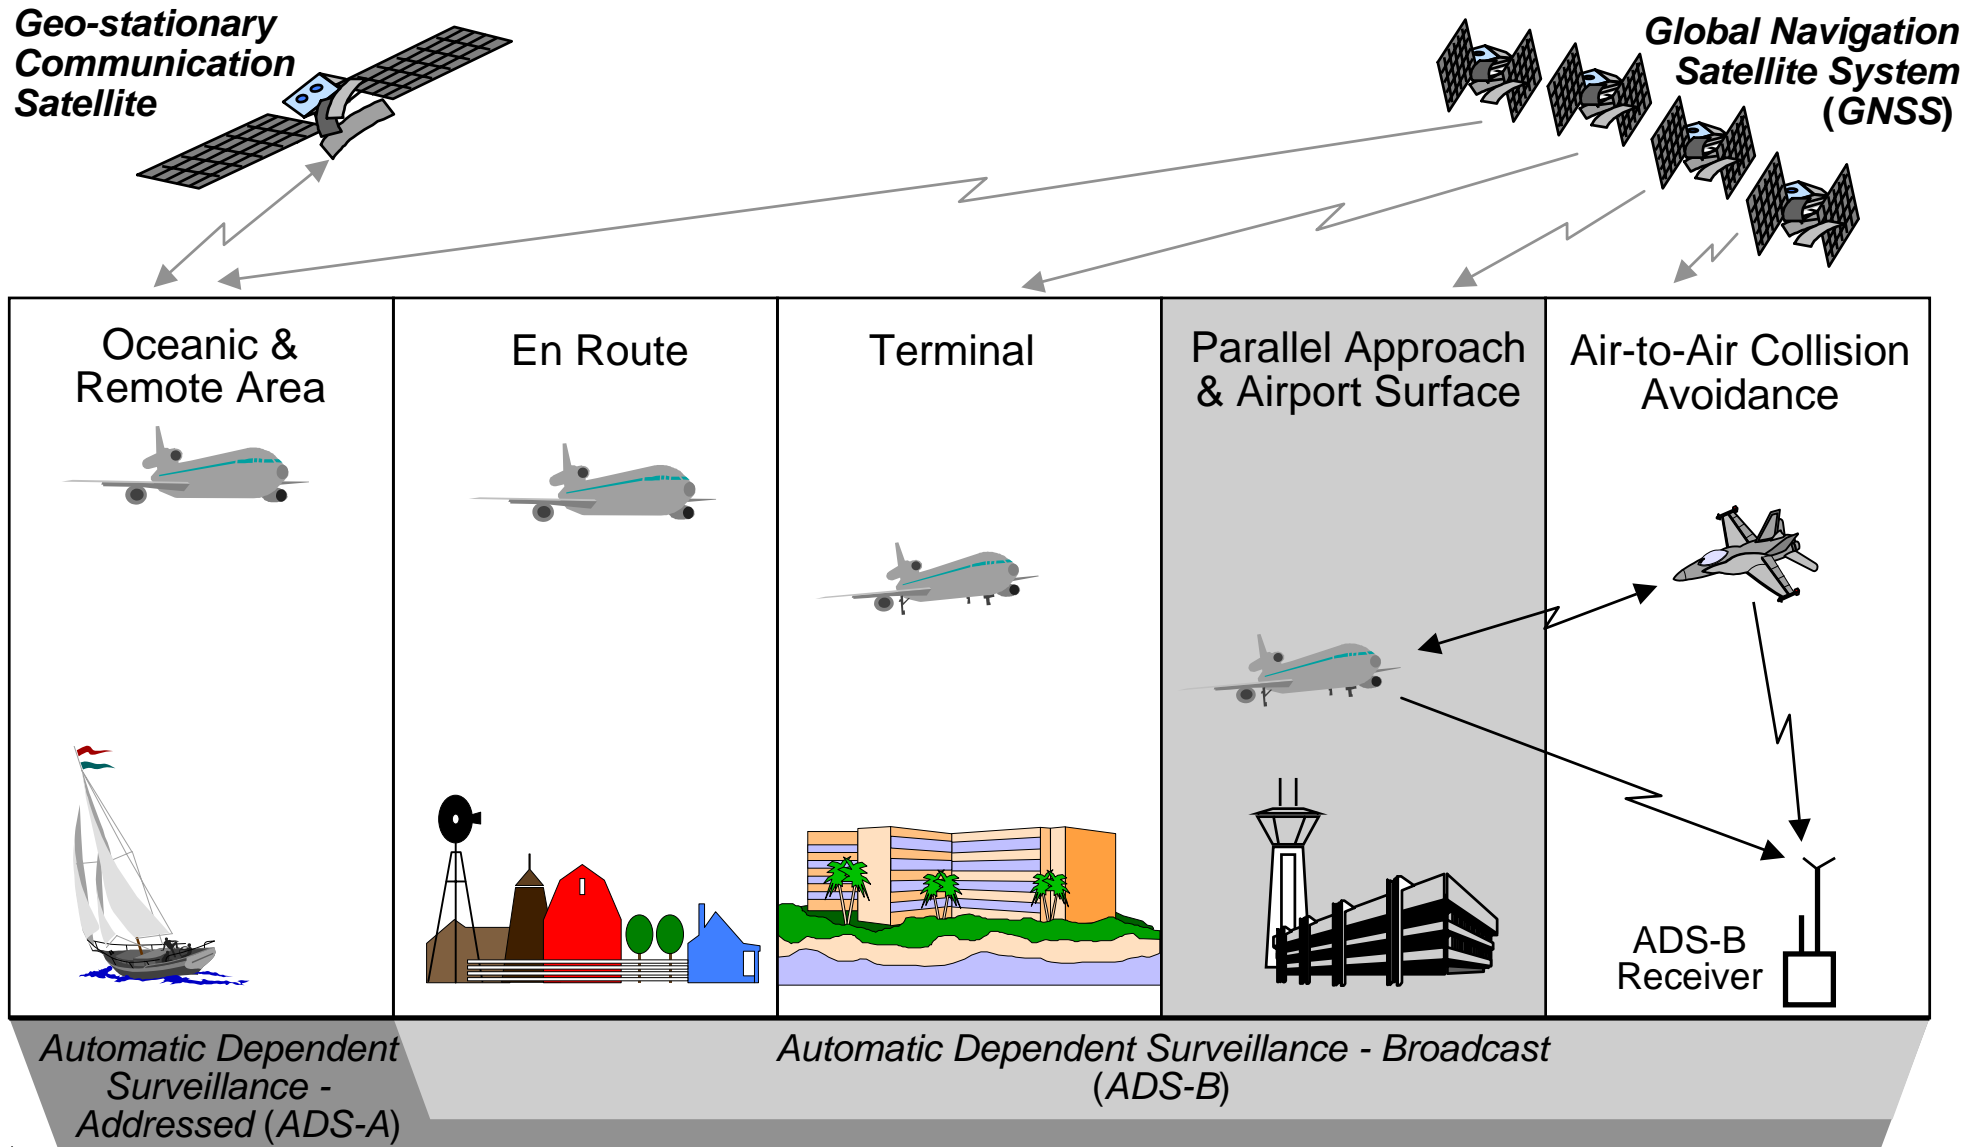 Geo-stationary
Communication
Satellite
Global Navigation
Satellite System
(GNSS)
Oceanic &
Remote Area
En Route
Terminal
Parallel Approach
& Airport Surface
Air-to-Air Collision
Avoidance
ADS-B
Receiver
Automatic Dependent
Surveillance -
Addressed (ADS-A)
Automatic Dependent Surveillance - Broadcast
(ADS-B)